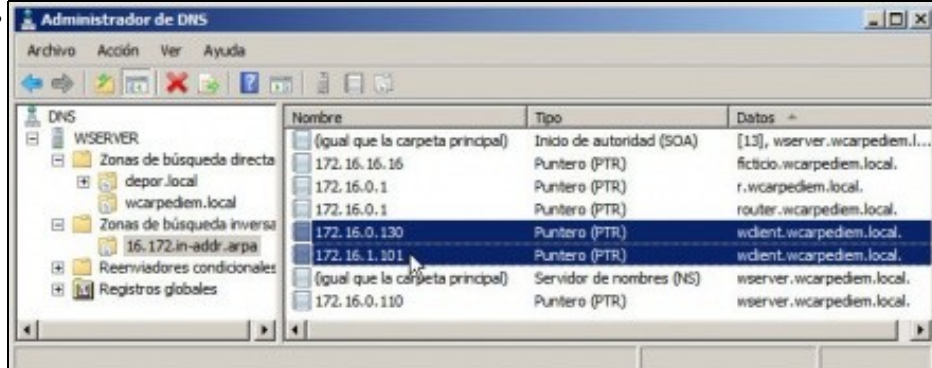 Administrador de DNS
Archivo Acción Ver Ayuda
DNS
WSERVER
Zonas de búsqueda directa
depor.local
wcarpediem.local
Zonas de búsqueda inversa
16.172.in-addr.arpa
Reenviadores condicionales
Registros globales
Nombre Tipo Datos
(igual que la carpeta principal) Inicio de autoridad (SOA) [13], wserver.wcarpediem.l...
172.16.16.16 Puntero (PTR) ficticio.wcarpediem.local.
172.16.0.1 Puntero (PTR) r.wcarpediem.local.
172.16.0.1 Puntero (PTR) router.wcarpediem.local.
172.16.0.130 Puntero (PTR) wclient.wcarpediem.local.
172.16.1.101 Puntero (PTR) wclient.wcarpediem.local.
(igual que la carpeta principal) Servidor de nombres (NS) wserver.wcarpediem.local.
172.16.0.110 Puntero (PTR) wserver.wcarpediem.local.